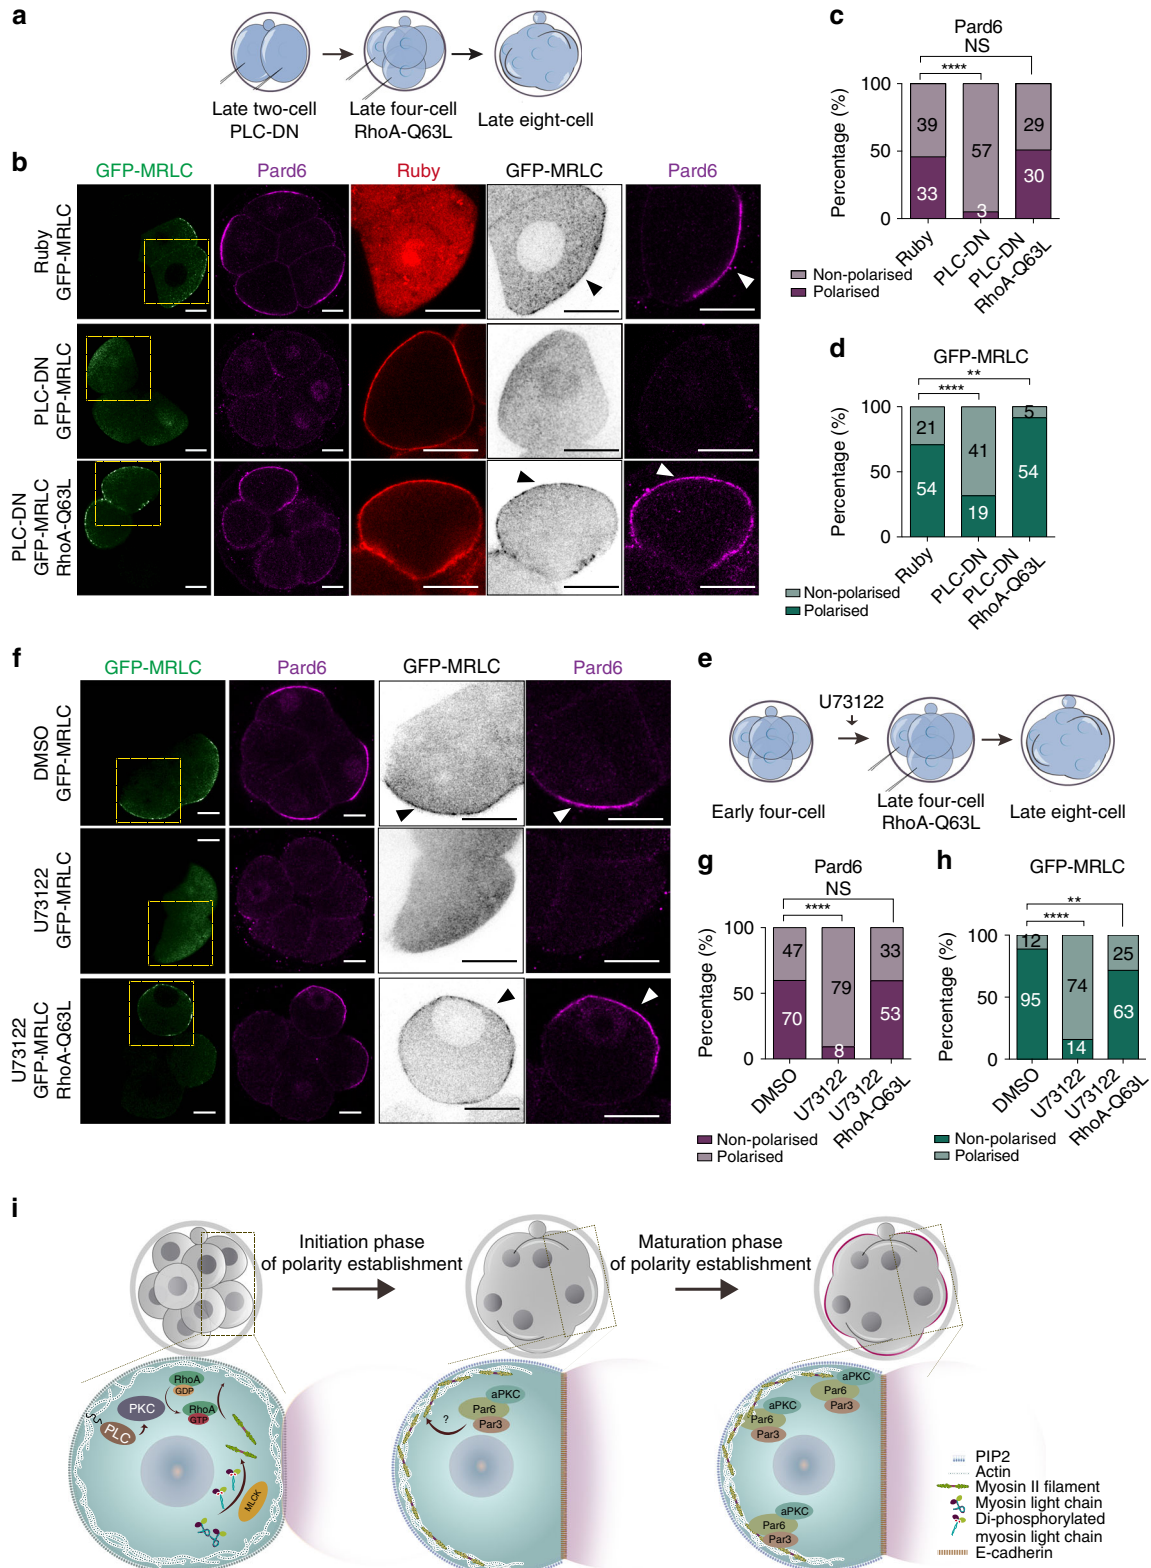 a
Late two-cell
PLC-DN
Late four-cell
RhoA-Q63L
Late eight-cell
b
GFP-MRLC
Pard6
Ruby
GFP-MRLC
Pard6
Ruby
GFP-MRLC
PLC-DN
GFP-MRLC
PLC-DN
GFP-MRLC
RhoA-Q63L
c
Pard6
NS
****
Percentage (%)
100
50
0
39
33
57
3
29
30
Ruby
PLC-DN
PLC-DN
RhoA-Q63L
Non-polarised
Polarised
d
GFP-MRLC
**
****
Percentage (%)
100
50
0
21
54
41
19
5
54
Ruby
PLC-DN
PLC-DN
RhoA-Q63L
Non-polarised
Polarised
f
GFP-MRLC
Pard6
GFP-MRLC
Pard6
DMSO
GFP-MRLC
U73122
GFP-MRLC
U73122
GFP-MRLC
RhoA-Q63L
e
U73122
Early four-cell
Late four-cell
RhoA-Q63L
Late eight-cell
g
Pard6
NS
****
Percentage (%)
100
50
0
47
70
79
8
33
53
DMSO
U73122
U73122
RhoA-Q63L
Non-polarised
Polarised
h
GFP-MRLC
**
****
Percentage (%)
100
50
0
12
95
74
14
25
63
DMSO
U73122
U73122
RhoA-Q63L
Non-polarised
Polarised
i
Initiation phase
of polarity establishment
Maturation phase
of polarity establishment
RhoA
GDP
PKC
RhoA
GTP
PLC
MLCK
aPKC
Par6
Par3
?
aPKC
Par6
Par3
aPKC
Par6
Par3
aPKC
Par6
Par3
PIP2
Actin
Myosin II filament
Myosin light chain
Di-phosphorylated
myosin light chain
E-cadherin